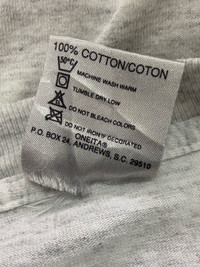 100% COTTON/COTON
50°C
MACHINE WASH WARM
TUMBLE DRY LOW
DO NOT BLEACH COLORS
DO NOT IRON IF DECORATED
ONEITA®
P.O. BOX 24, ANDREWS, S.C. 29510